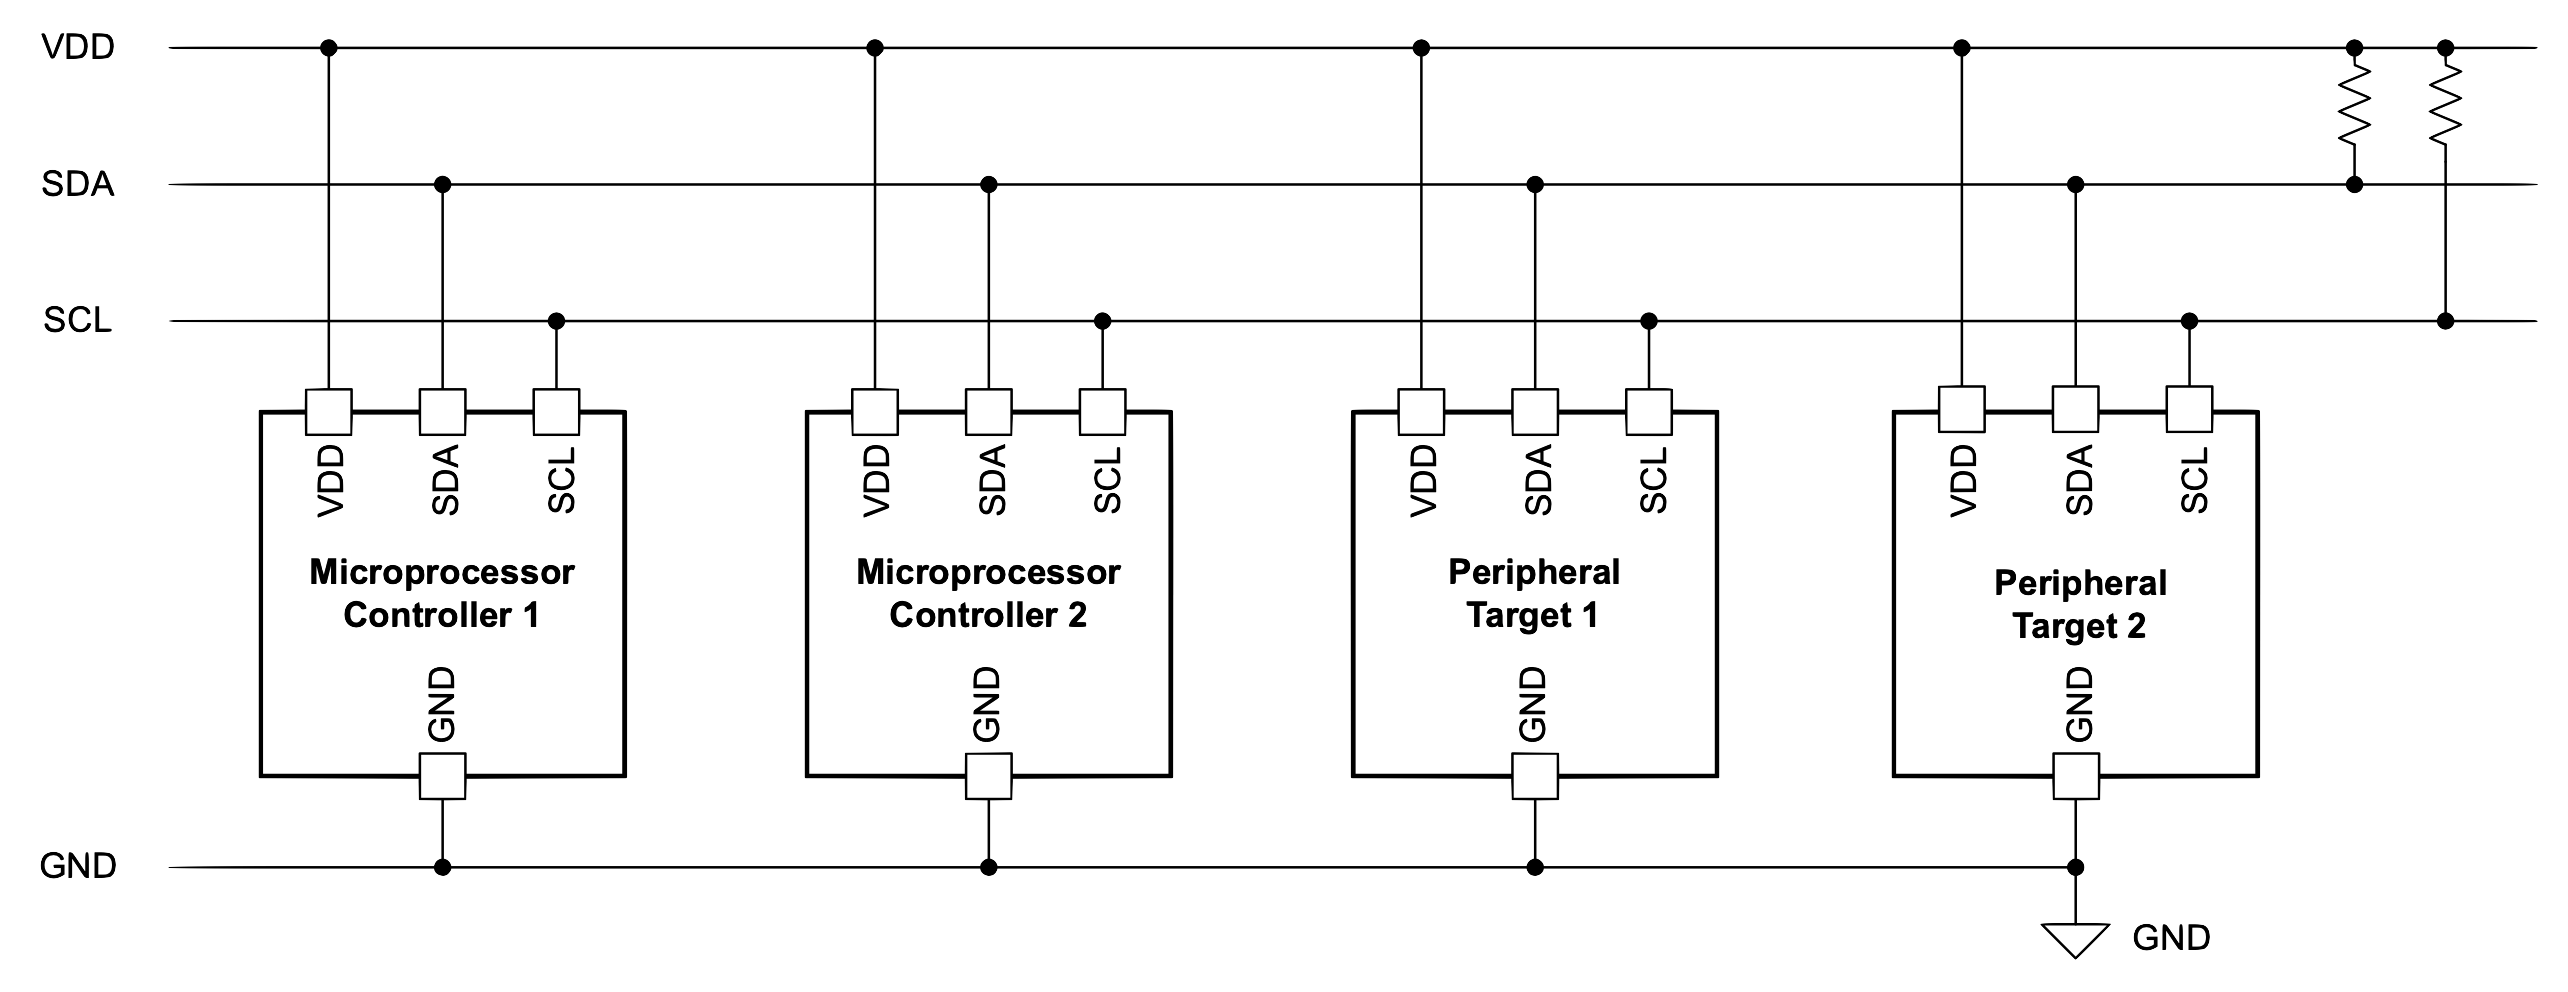 VDD
SDA
SCL
VDD SDA SCL
Microprocessor
Controller 1
GND
VDD SDA SCL
Microprocessor
Controller 2
GND
VDD SDA SCL
Peripheral
Target 1
GND
VDD SDA SCL
Peripheral
Target 2
GND
GND
GND